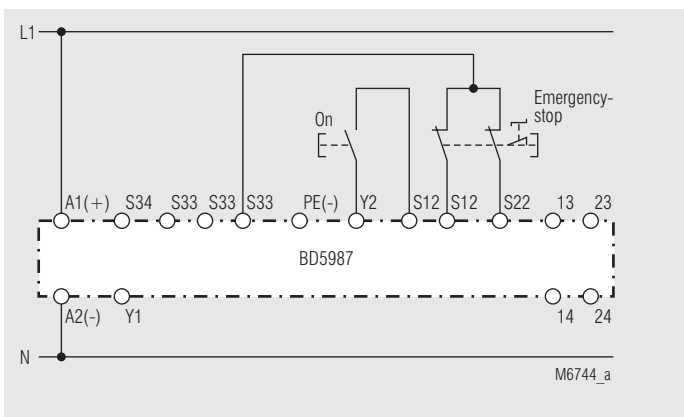 L1
Emergency-
stop
On
A1(+) S34 S33 S33 S33 PE(-) Y2 S12 S12 S22 13 23
BD5987
A2(-) Y1 14 24
N
M6744_a